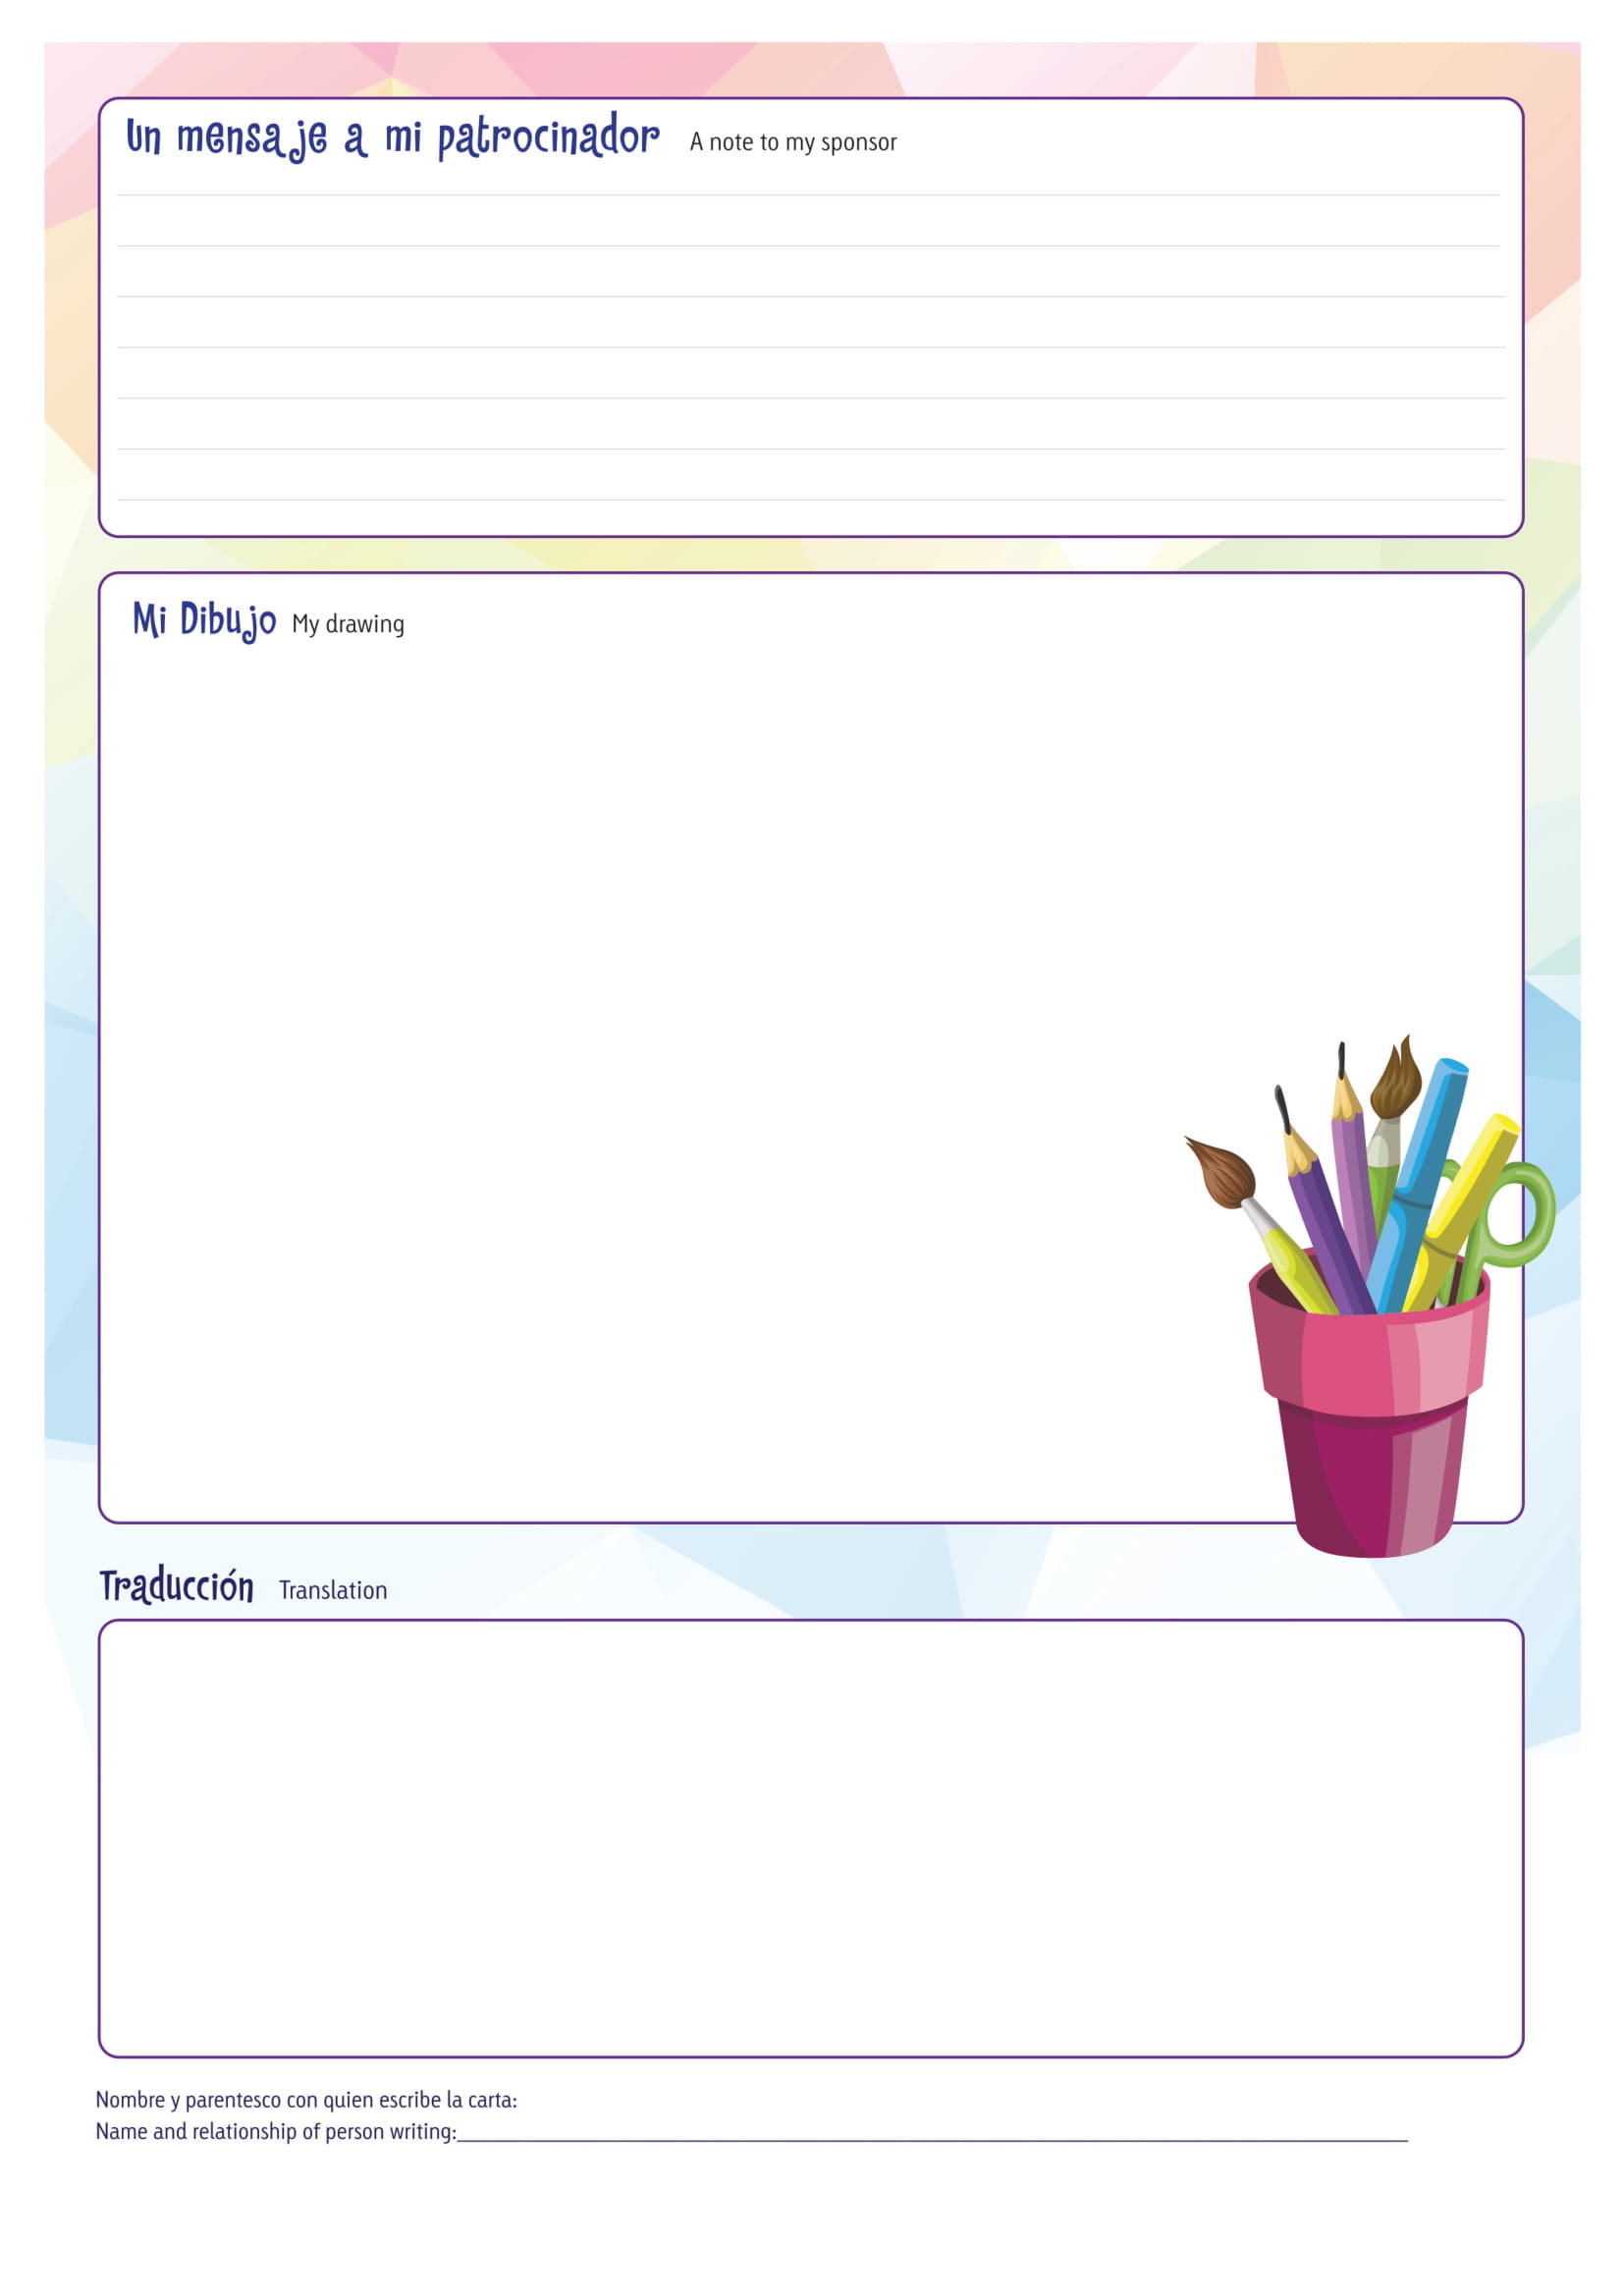 Un mensaje a mi patrocinador A note to my sponsor
Mi Dibujo My drawing
Traducción Translation
Nombre y parentesco con quien escribe la carta:
Name and relationship of person writing: